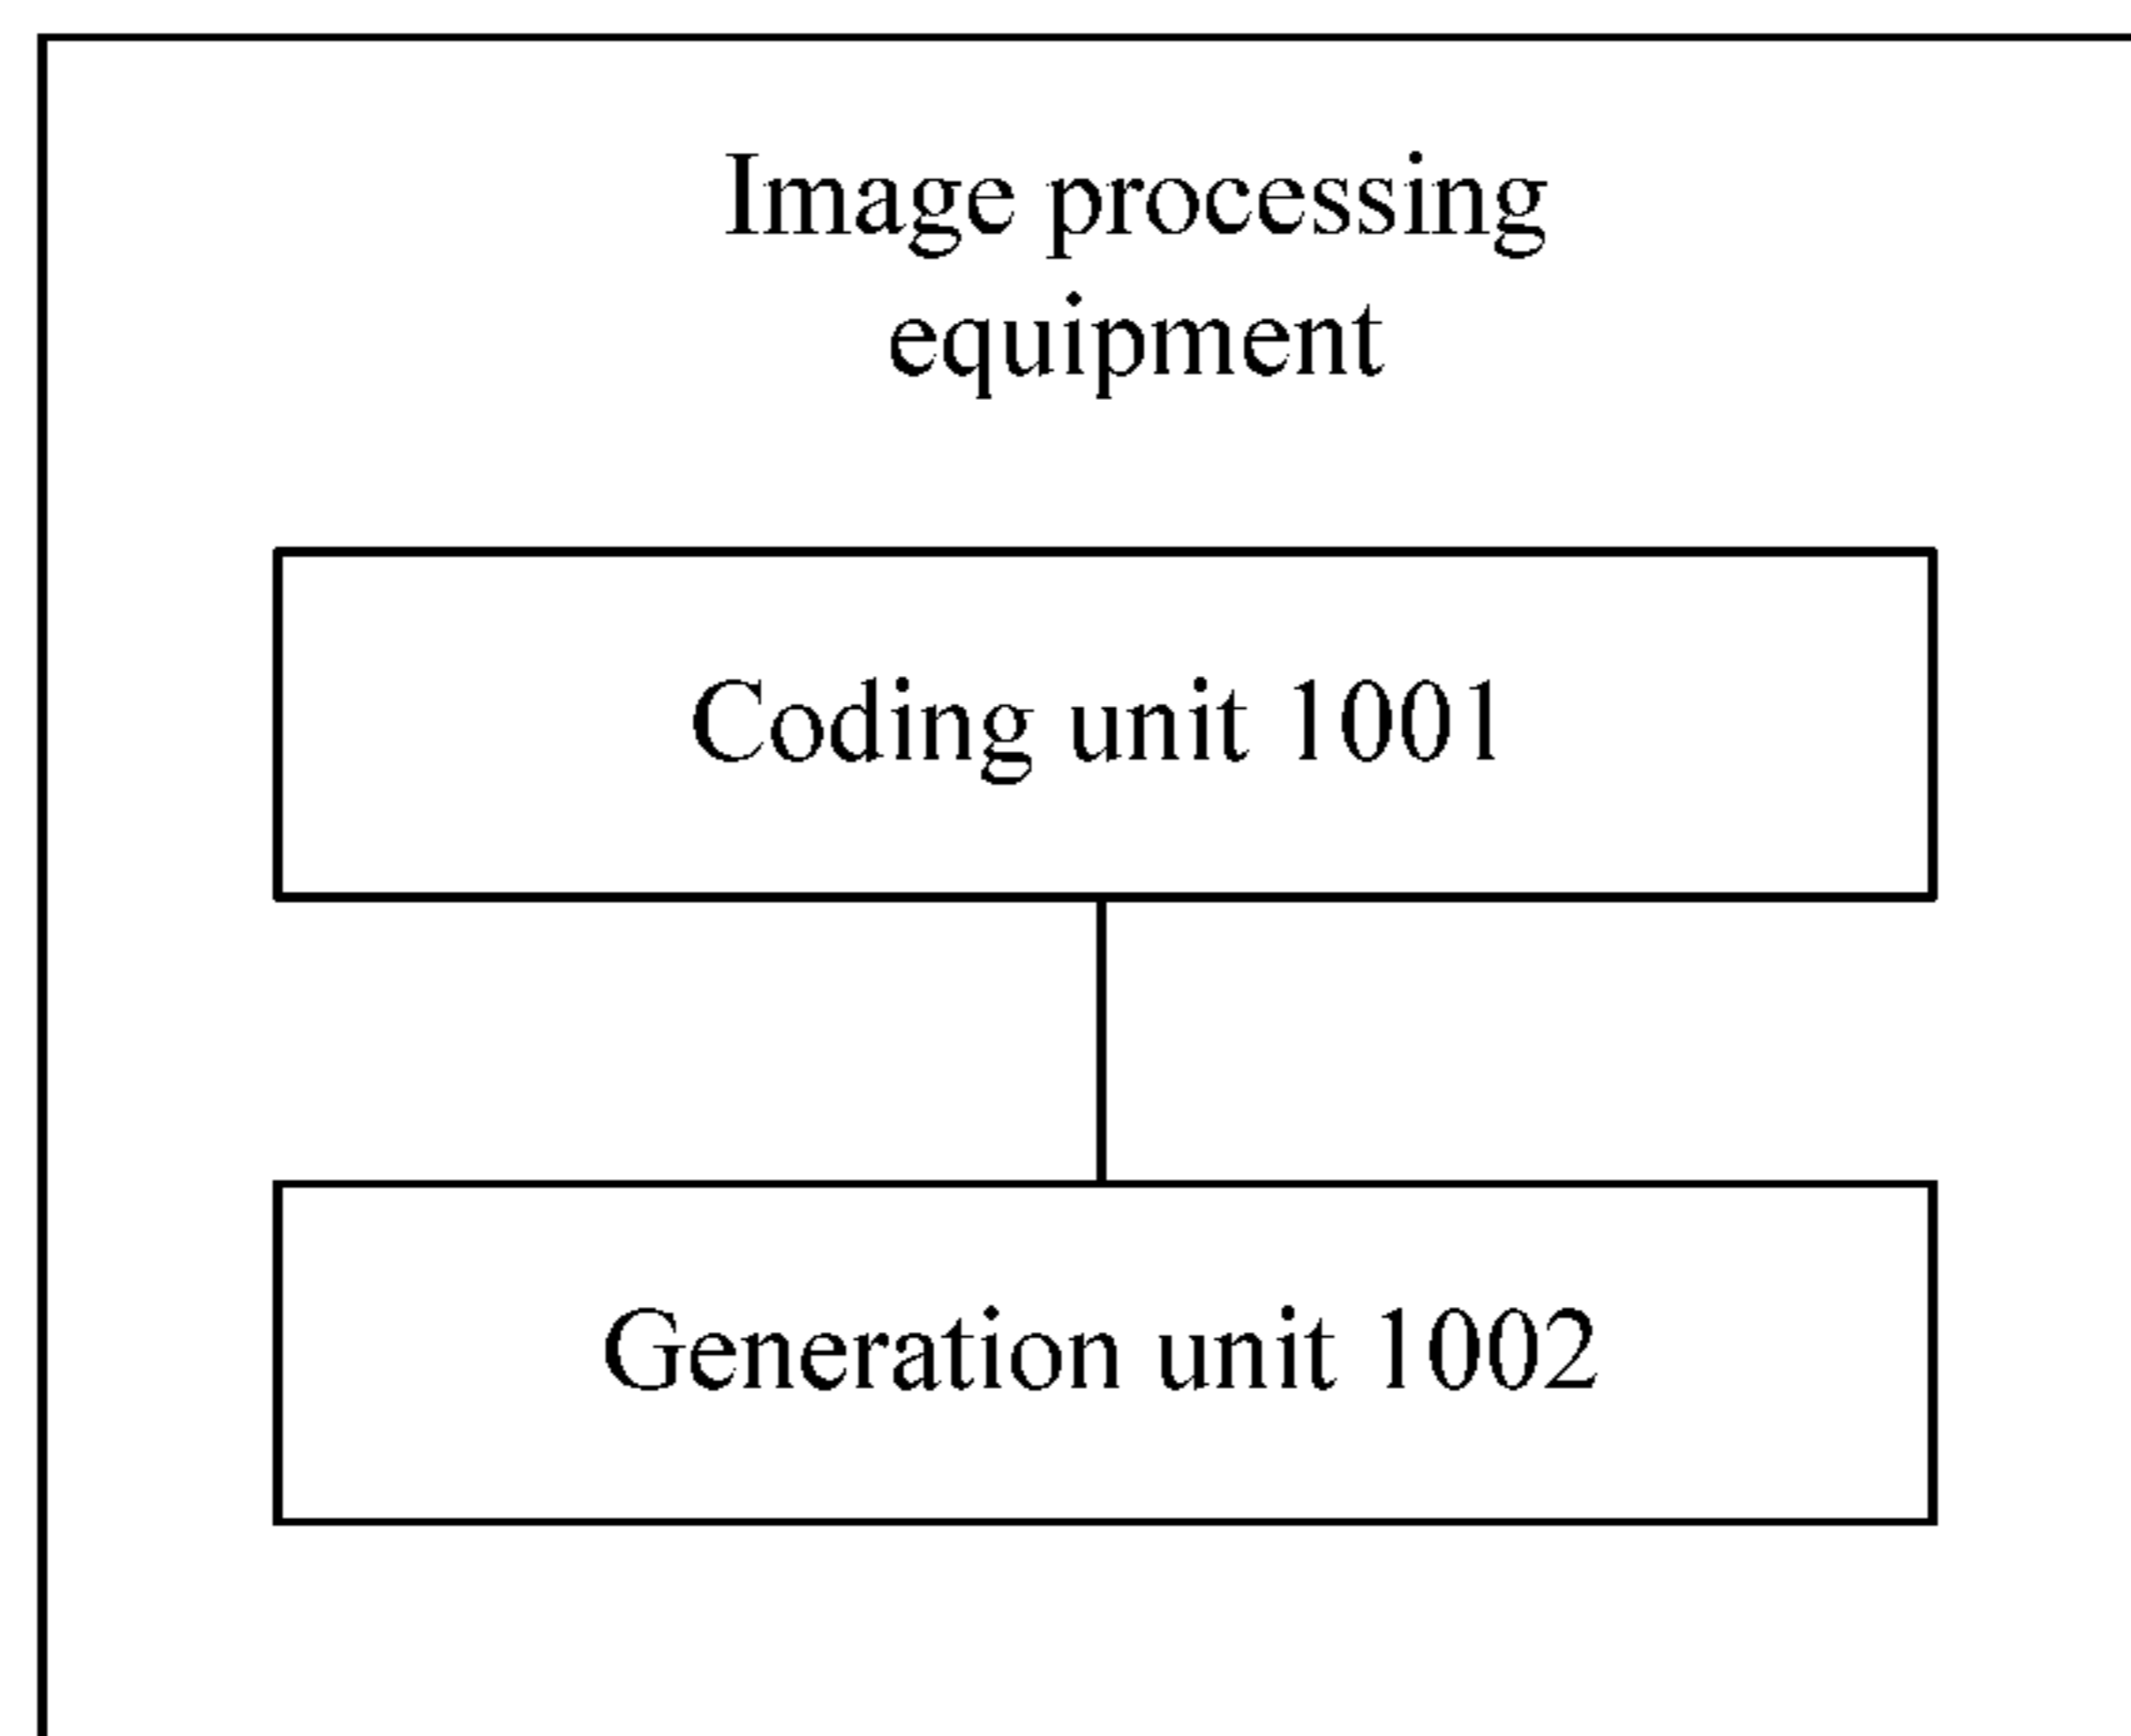 Image processing
equipment
Coding unit 1001
Generation unit 1002